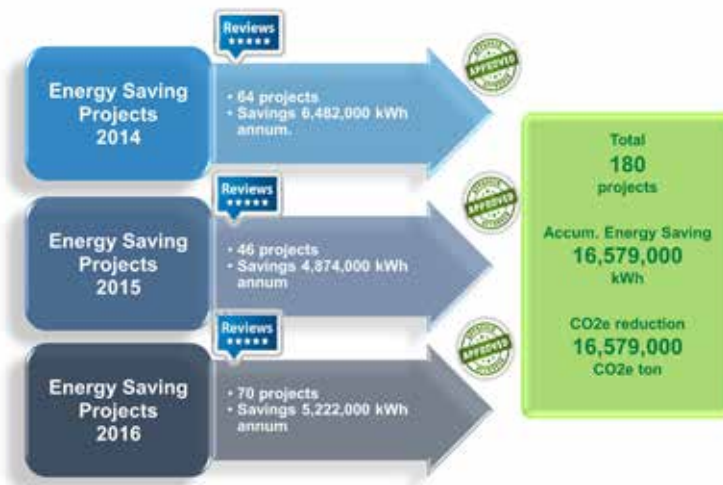 Reviews
Energy Saving
Projects
2014
• 64 projects
• Savings 6,482,000 kWh
annum.
APPROVED
Reviews
Energy Saving
Projects
2015
• 46 projects
• Savings 4,874,000 kWh
annum
APPROVED
Reviews
Energy Saving
Projects
2016
• 70 projects
• Savings 5,222,000 kWh
annum
APPROVED
Total
180
projects
Accum. Energy Saving
16,579,000
kWh
CO2e reduction
16,579,000
CO2e ton